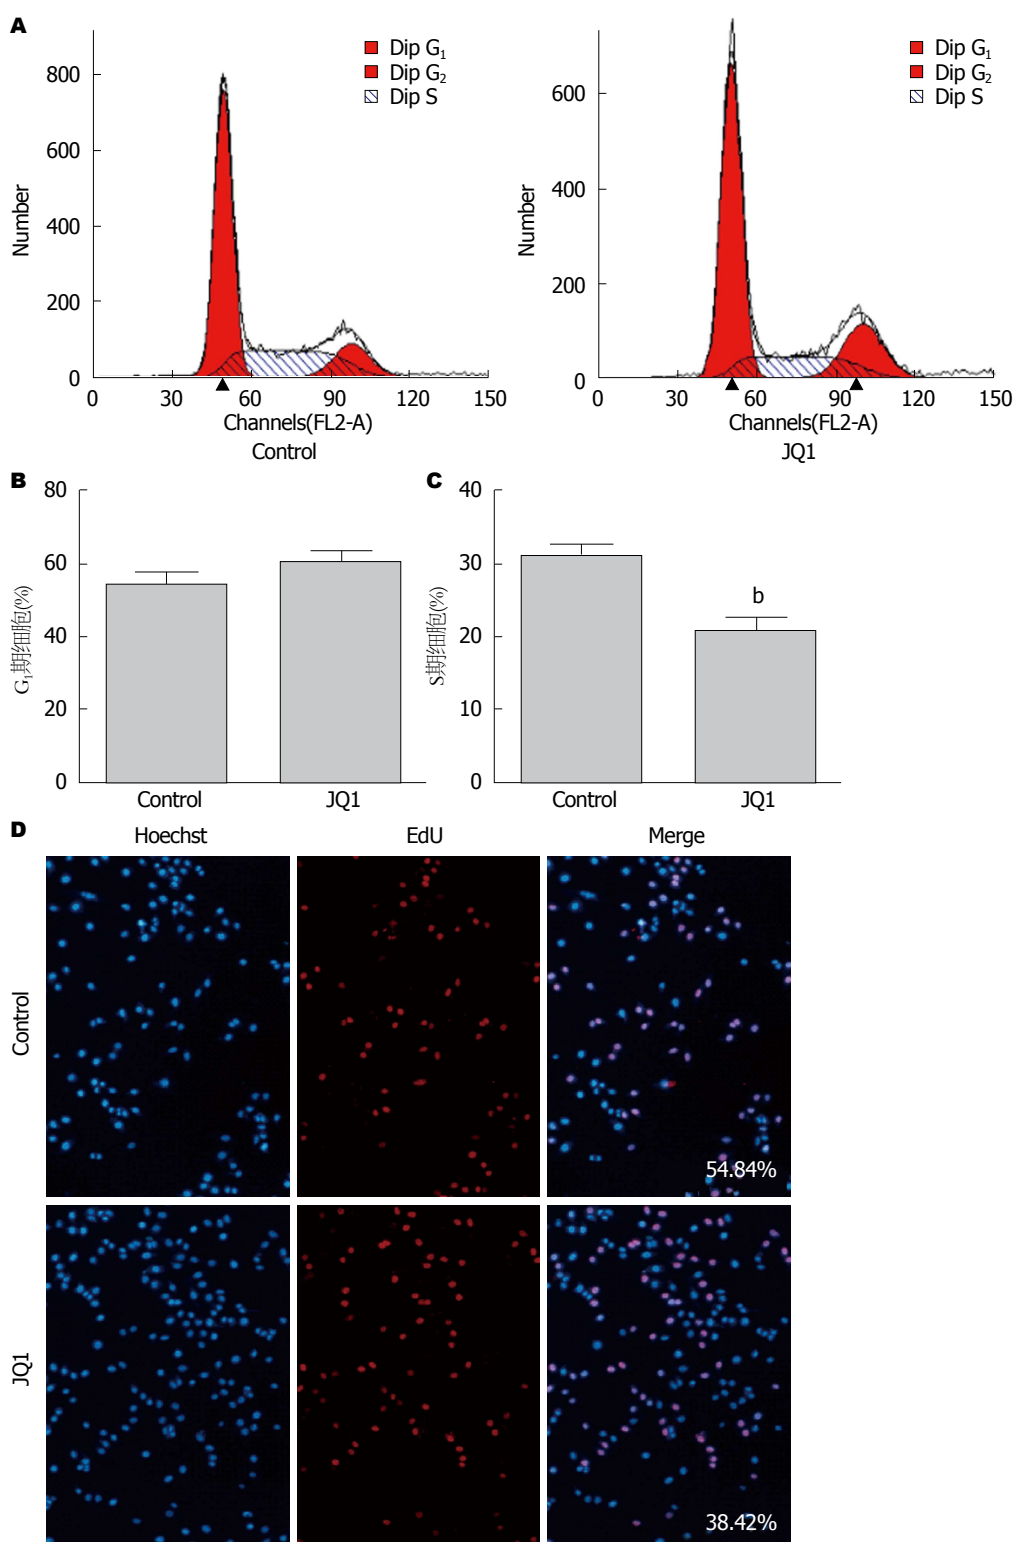 A
Dip G₁
Dip G₂
Dip S
800
600
400
200
0
Number
0 30 60 90 120 150
Channels(FL2-A)
Control
Dip G₁
Dip G₂
Dip S
600
400
200
0
Number
0 30 60 90 120 150
Channels(FL2-A)
JQ1
B
80
60
40
20
0
G₁期细胞(%)
Control JQ1
C
40
30
20
10
0
S期细胞(%)
b
Control JQ1
D
Hoechst EdU Merge
Control
54.84%
JQ1
38.42%